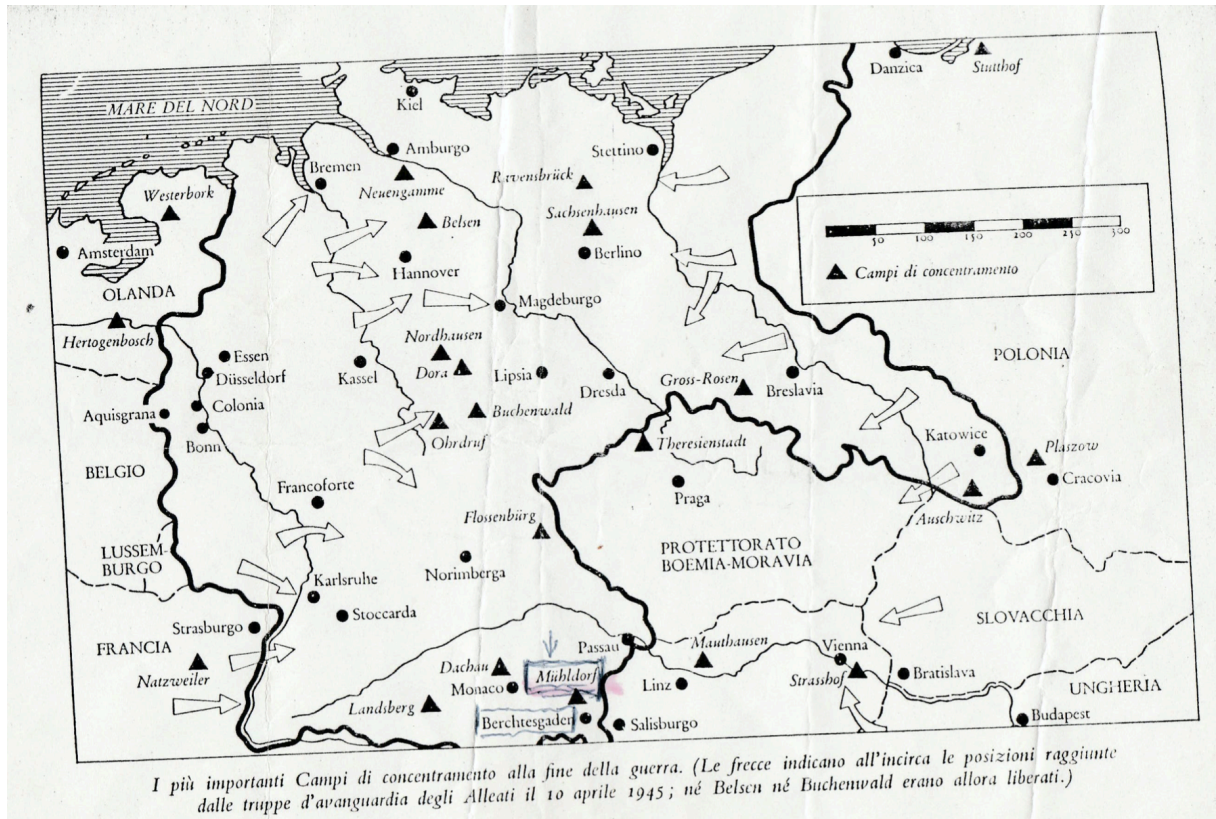 MARE DEL NORD
Kiel
Danzica
Stutthof
Amburgo
Stettino
Bremen
Neuengamme
Ravensbrück
Westerbork
Belsen
Sachsenhausen
Amsterdam
Hannover
Berlino
50 100 150 200 250 300
Campi di concentramento
OLANDA
Magdeburgo
Hertogenbosch
Nordhausen
POLONIA
Essen
Düsseldorf
Kassel
Dora
Lipsia
Dresda
Gross-Rosen
Breslavia
Aquisgrana
Colonia
Buchenwald
Bonn
Ohrdruf
Theresienstadt
Katowice
Plaszow
BELGIO
Cracovia
Francoforte
Praga
Flossenbürg
Auschwitz
LUSSEM-
BURGO
Norimberga
PROTETTORATO
BOEMIA-MORAVIA
Karlsruhe
Stoccarda
SLOVACCHIA
Strasburgo
FRANCIA
Natzweiler
Passau
Mauthausen
Vienna
Dachau
Mühldorf
Monaco
Linz
Strasshof
Bratislava
UNGHERIA
Landsberg
Berchtesgaden
Salisburgo
Budapest
I più importanti Campi di concentramento alla fine della guerra. (Le frecce indicano all'incirca le posizioni raggiunte
dalle truppe d'avanguardia degli Alleati il 10 aprile 1945; né Belsen né Buchenwald erano allora liberati.)